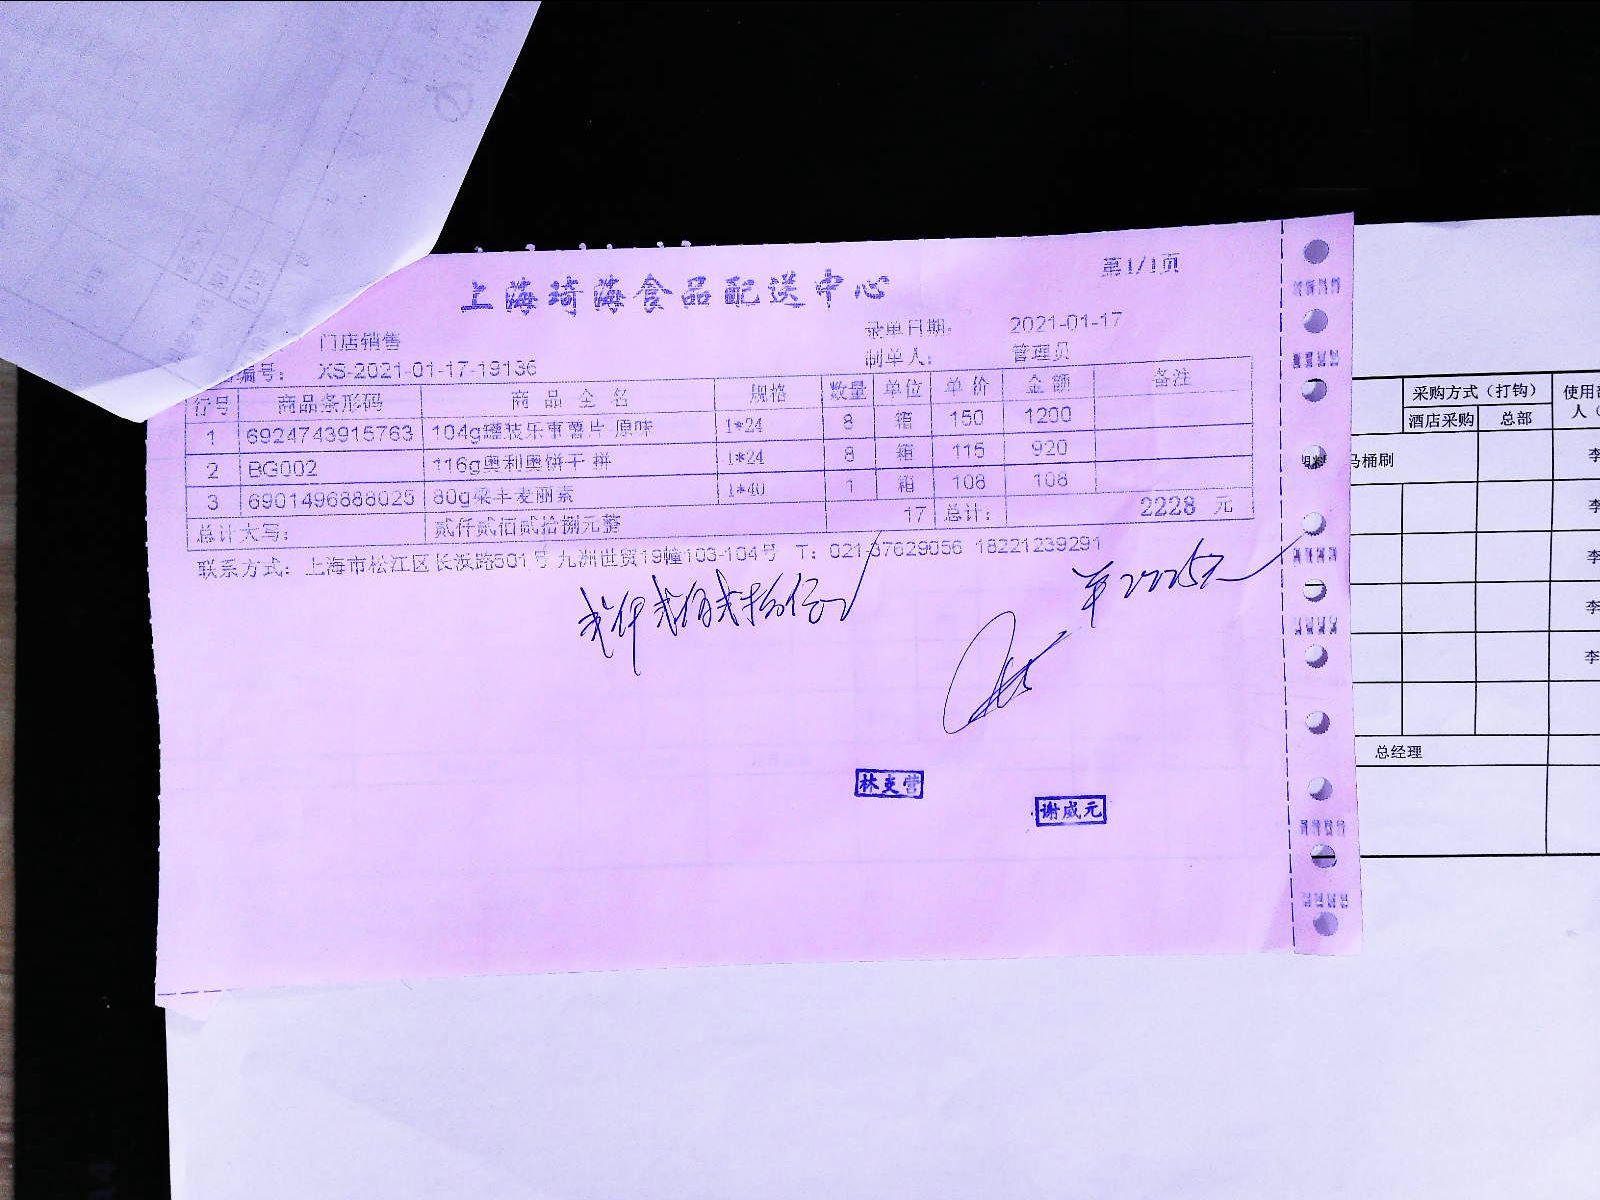 上海琦海食品配送中心
第1/1页
门店销售 录单日期: 2021-01-17
编号: XS-2021-01-17-19136 制单人: 管理员
行号 商品条形码 商品全名 规格 数量 单位 单价 金额 备注
1 6924743915763 104g罐装乐事薯片 原味 1*24 8 箱 150 1200
2 BG002 116g奥利奥饼干 拼 1*24 8 箱 115 920
3 6901496888025 80g梁丰麦丽素 1*40 1 箱 108 108
总计大写: 贰仟贰佰贰拾捌元整 17 总计: 2228 元
联系方式: 上海市松江区长浜路501号 九洲世贸19幢103-104号 T: 021-37629056 18221239291
林支营
谢威元
采购方式（打钩）
酒店采购 总部
马桶刷
李
李
李
李
李
总经理